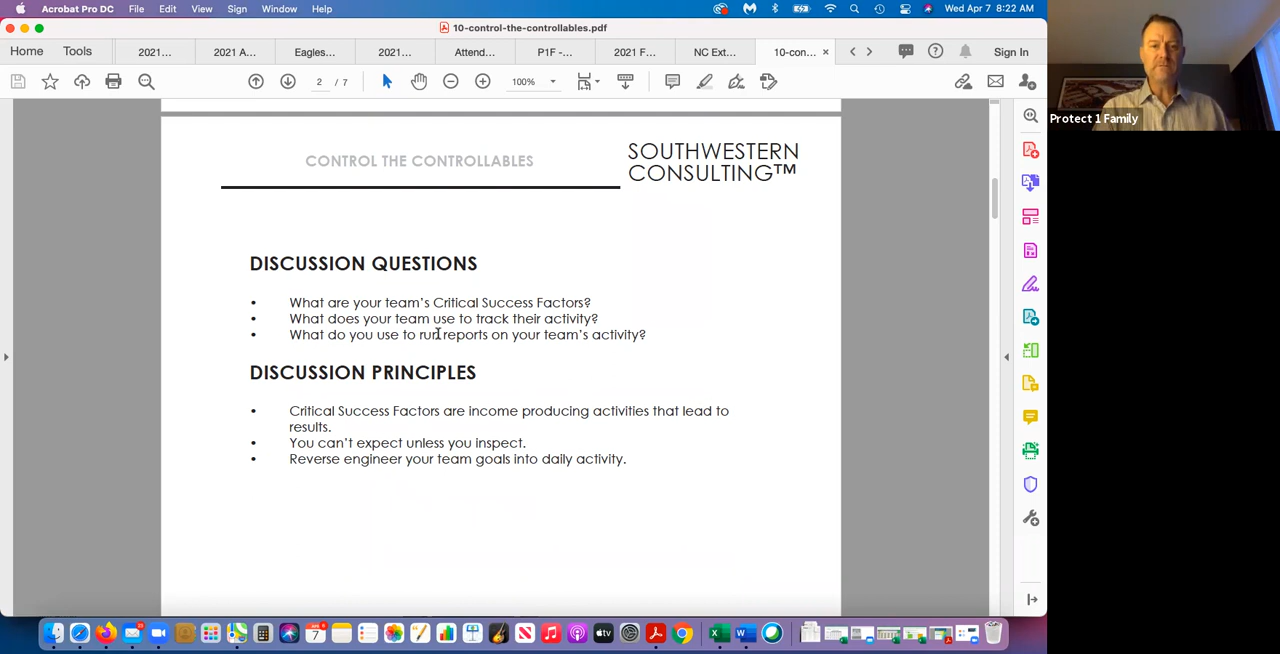 Acrobat Pro DC File Edit View Sign Window Help Wed Apr 7 8:22 AM
10-control-the-controllables.pdf
Home Tools 2021... 2021 A... Eagles... 2021... Attend... P1F -... 2021 F... NC Ext... 10-con... × Sign In
2 / 7 100%
Protect 1 Family
CONTROL THE CONTROLLABLES
SOUTHWESTERN
CONSULTING™
DISCUSSION QUESTIONS
• What are your team's Critical Success Factors?
• What does your team use to track their activity?
• What do you use to run reports on your team's activity?
DISCUSSION PRINCIPLES
• Critical Success Factors are income producing activities that lead to
results.
• You can't expect unless you inspect.
• Reverse engineer your team goals into daily activity.